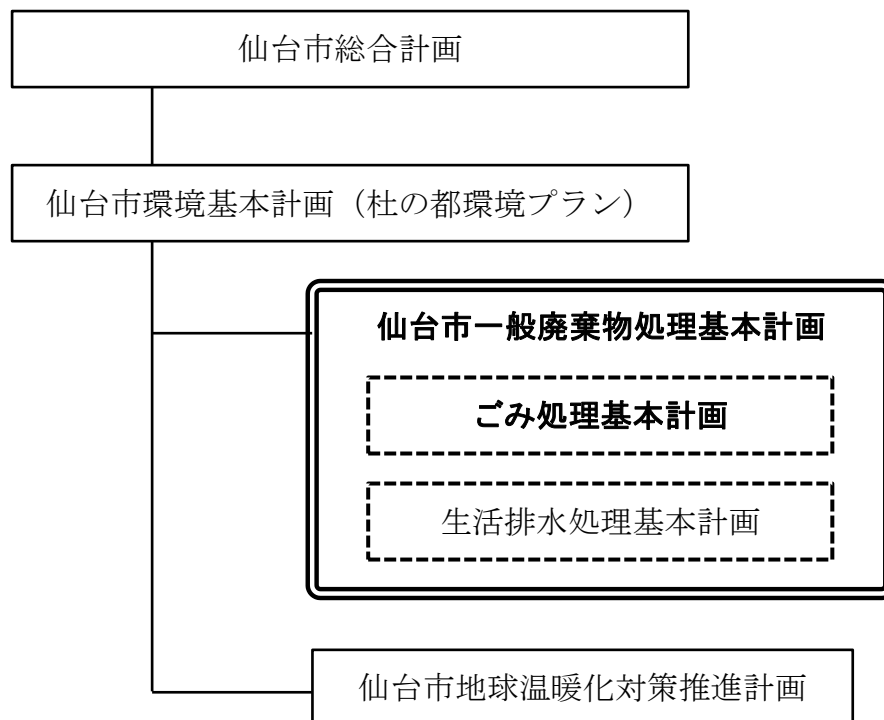 仙台市総合計画
仙台市環境基本計画（杜の都環境プラン）
仙台市一般廃棄物処理基本計画
ごみ処理基本計画
生活排水処理基本計画
仙台市地球温暖化対策推進計画